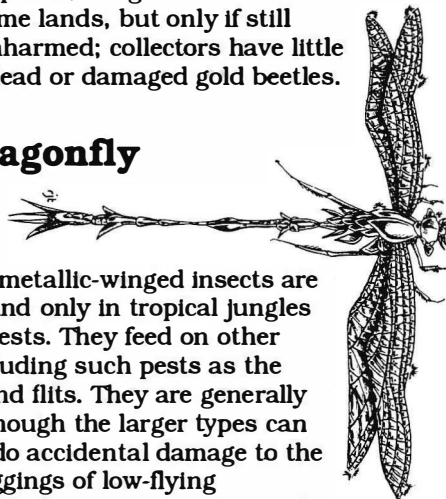 me lands, but only if still
harmed; collectors have little
ead or damaged gold beetles.
agonfly
metallic-winged insects are
nd only in tropical jungles
ests. They feed on other
uding such pests as the
nd flits. They are generally
ough the larger types can
do accidental damage to the
ggings of low-flying